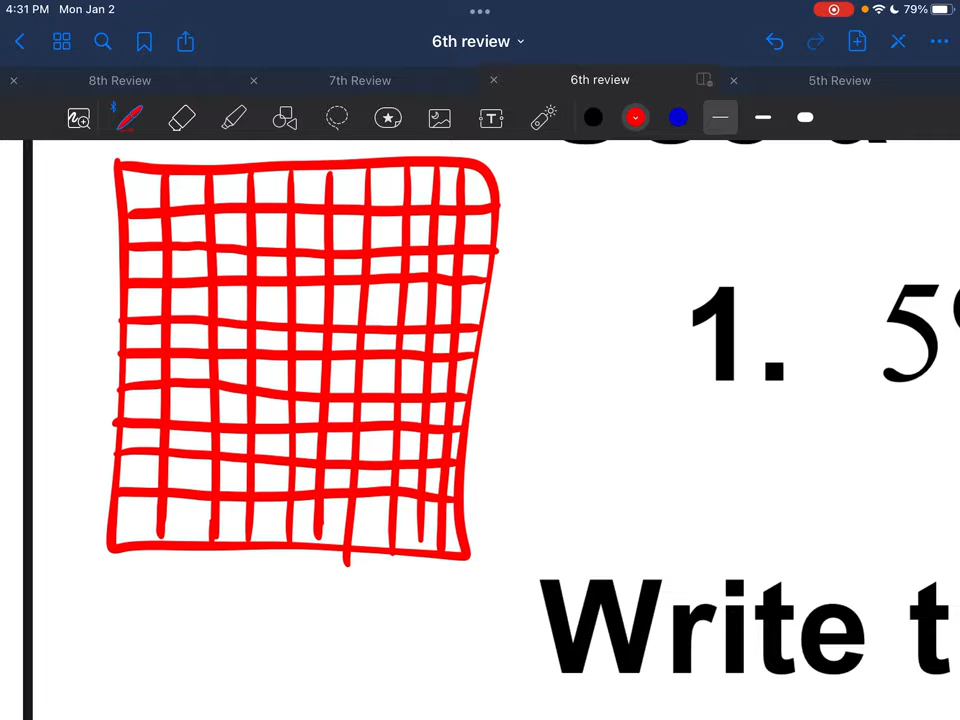 4:31 PM Mon Jan 2
79%
6th review
8th Review
7th Review
6th review
5th Review
T
1. 5
Write t